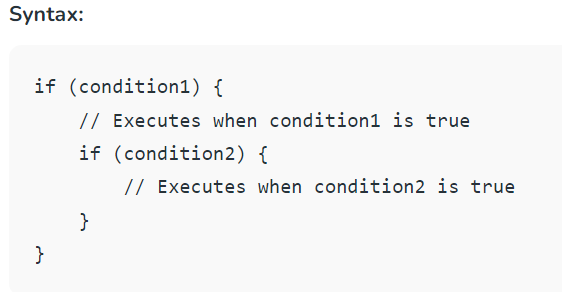 Syntax:
if (condition1) {
    // Executes when condition1 is true
    if (condition2) {
        // Executes when condition2 is true
    }
}